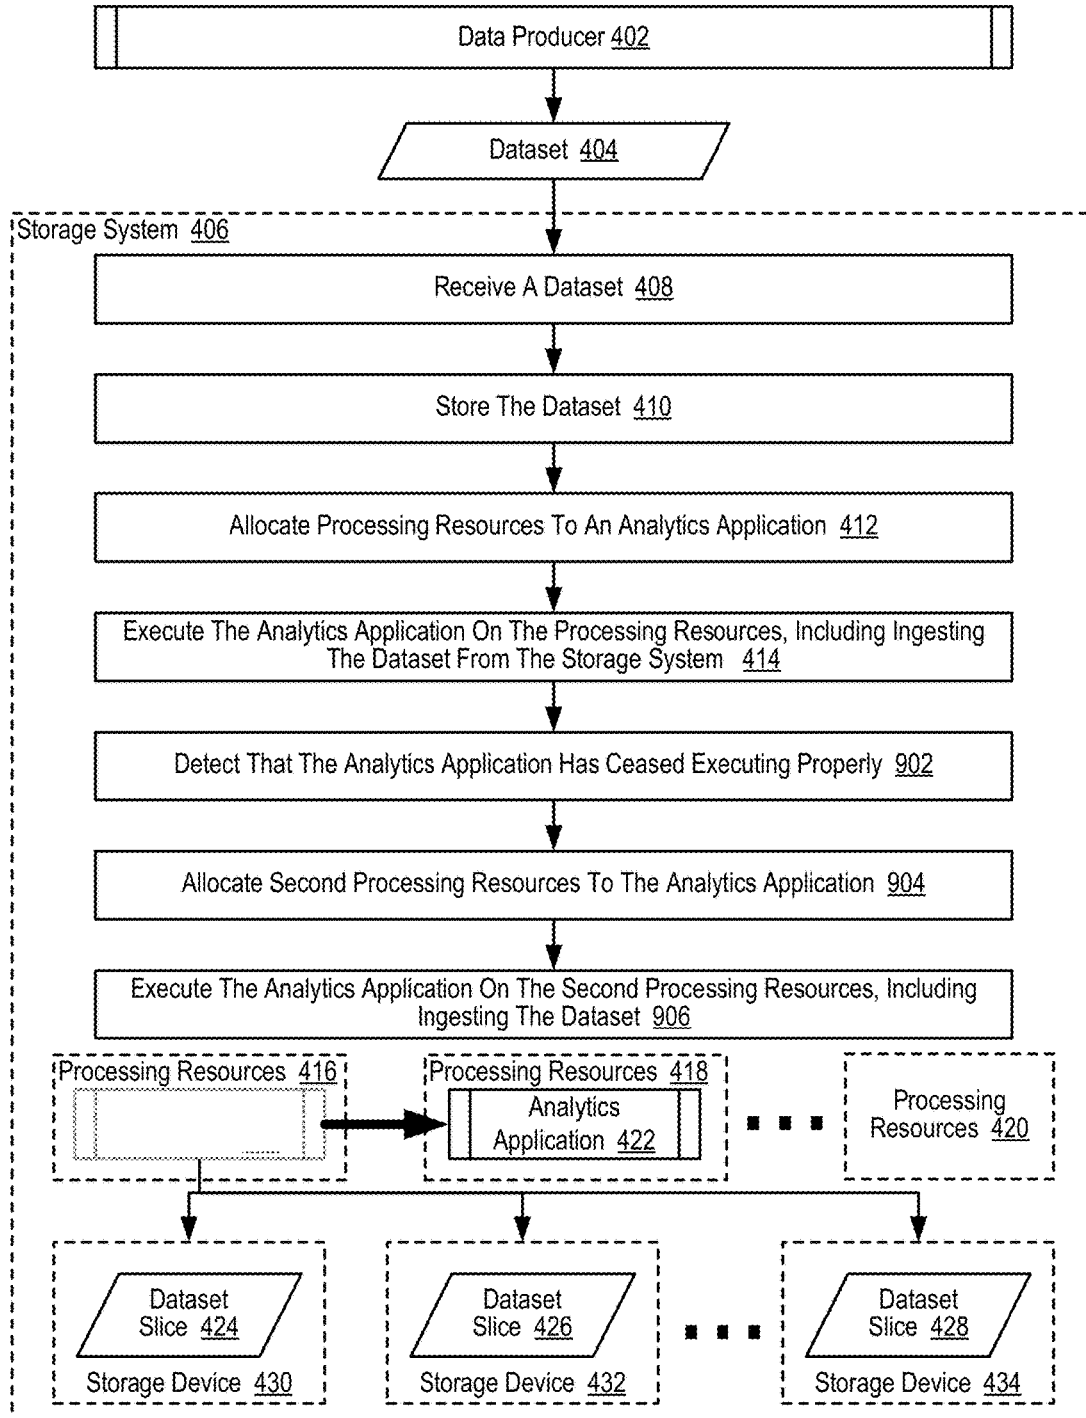 Data Producer 402
Dataset 404
Storage System 406
Receive A Dataset 408
Store The Dataset 410
Allocate Processing Resources To An Analytics Application 412
Execute The Analytics Application On The Processing Resources, Including Ingesting
The Dataset From The Storage System 414
Detect That The Analytics Application Has Ceased Executing Properly 902
Allocate Second Processing Resources To The Analytics Application 904
Execute The Analytics Application On The Second Processing Resources, Including
Ingesting The Dataset 906
Processing Resources 416
Processing Resources 418
Analytics
Application 422
Processing
Resources 420
Dataset
Slice 424
Storage Device 430
Dataset
Slice 426
Storage Device 432
Dataset
Slice 428
Storage Device 434